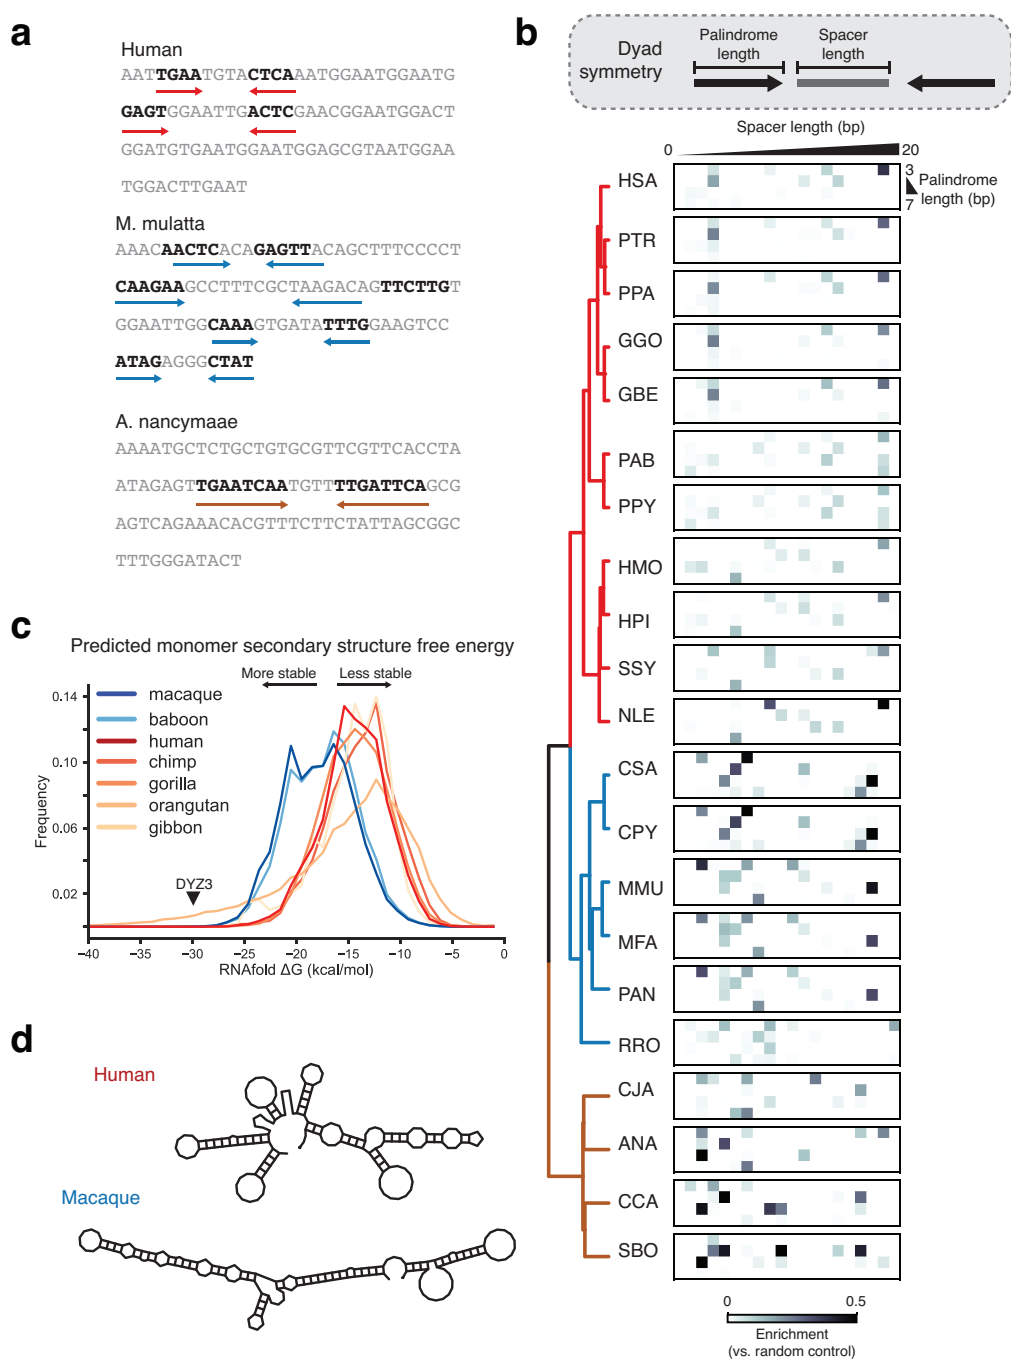 a
Human
AATTGAATGTACTCAAATGGAATGGAATG
GAGTGGAATTGACTCGAACGGAATGGACT
GGATGTGAATGGAATGGAGCGTAATGGAA
TGGACTTGAAT
M. mulatta
AAACAACTCACAGAGTTACAGCTTTCCCCT
CAAGAAGCCTTTCGCTAAGACAGTTCTTGT
GGAATTGGCAAAGTGATATTTGGAAGTCC
ATAGAGGGCTAT
A. nancymaae
AAAATGCTCTGCTGTGCGTTCGTTCACCTA
ATAGAGTTGAATCAATGTTTTGATTCAGCG
AGTCAGAAACACGTTTCTTCTATTAGCGGC
TTTGGGATACT
b
Dyad
symmetry
Palindrome
length
Spacer
length
Spacer length (bp)
0
20
3
7
Palindrome
length (bp)
HSA
PTR
PPA
GGO
GBE
PAB
PPY
HMO
HPI
SSY
NLE
CSA
CPY
MMU
MFA
PAN
RRO
CJA
ANA
CCA
SBO
0
0.5
Enrichment
(vs. random control)
c
Predicted monomer secondary structure free energy
More stable
Less stable
macaque
baboon
human
chimp
gorilla
orangutan
gibbon
DYZ3
Frequency
0.14
0.10
0.06
0.02
−40
−35
−30
−25
−20
−15
−10
−5
0
RNAfold ΔG (kcal/mol)
d
Human
Macaque